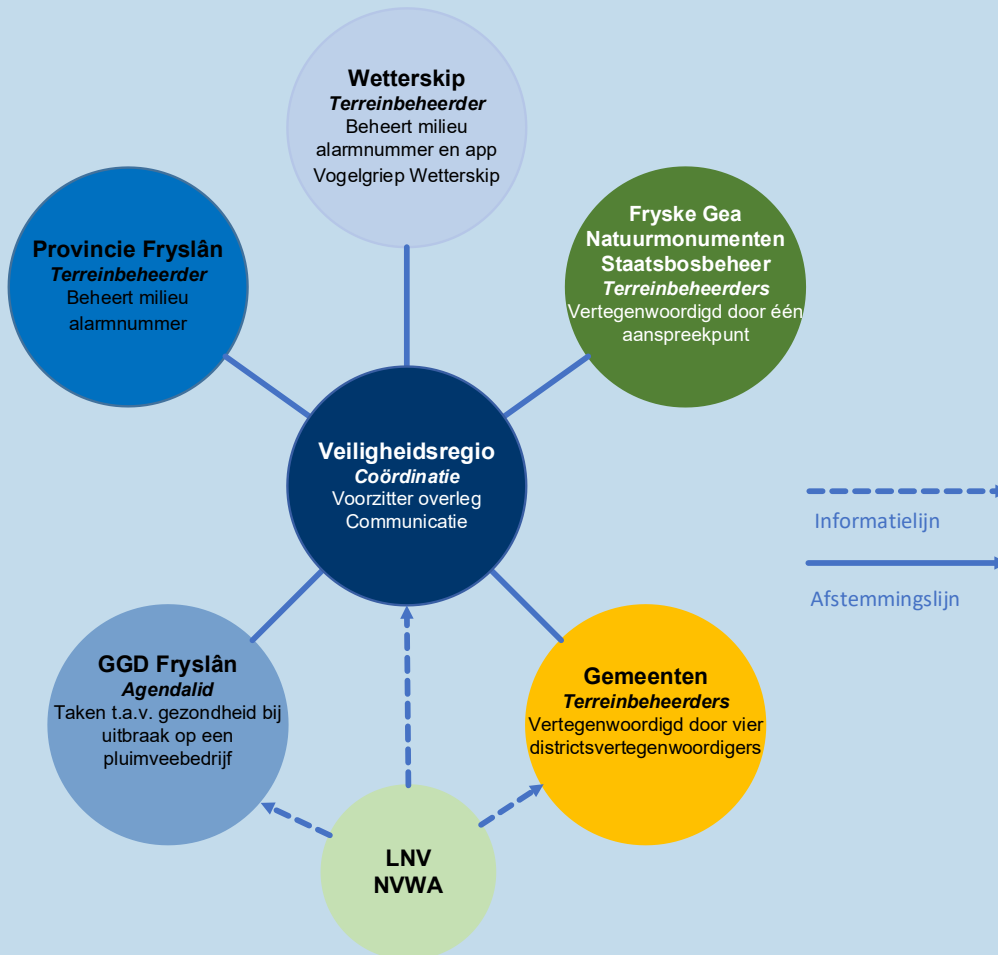 Wetterskip
Terreinbeheerder
Beheert milieu
alarmnummer en app
Vogelgriep Wetterskip
Provincie Fryslân
Terreinbeheerder
Beheert milieu
alarmnummer
Fryske Gea
Natuurmonumenten
Staatsbosbeheer
Terreinbeheerders
Vertegenwoordigd door één
aanspreekpunt
Veiligheidsregio
Coördinatie
Voorzitter overleg
Communicatie
Informatielijn
Afstemmingslijn
GGD Fryslân
Agendalid
Taken t.a.v. gezondheid bij
uitbraak op een
pluimveebedrijf
Gemeenten
Terreinbeheerders
Vertegenwoordigd door vier
districtsvertegenwoordigers
LNV
NVWA